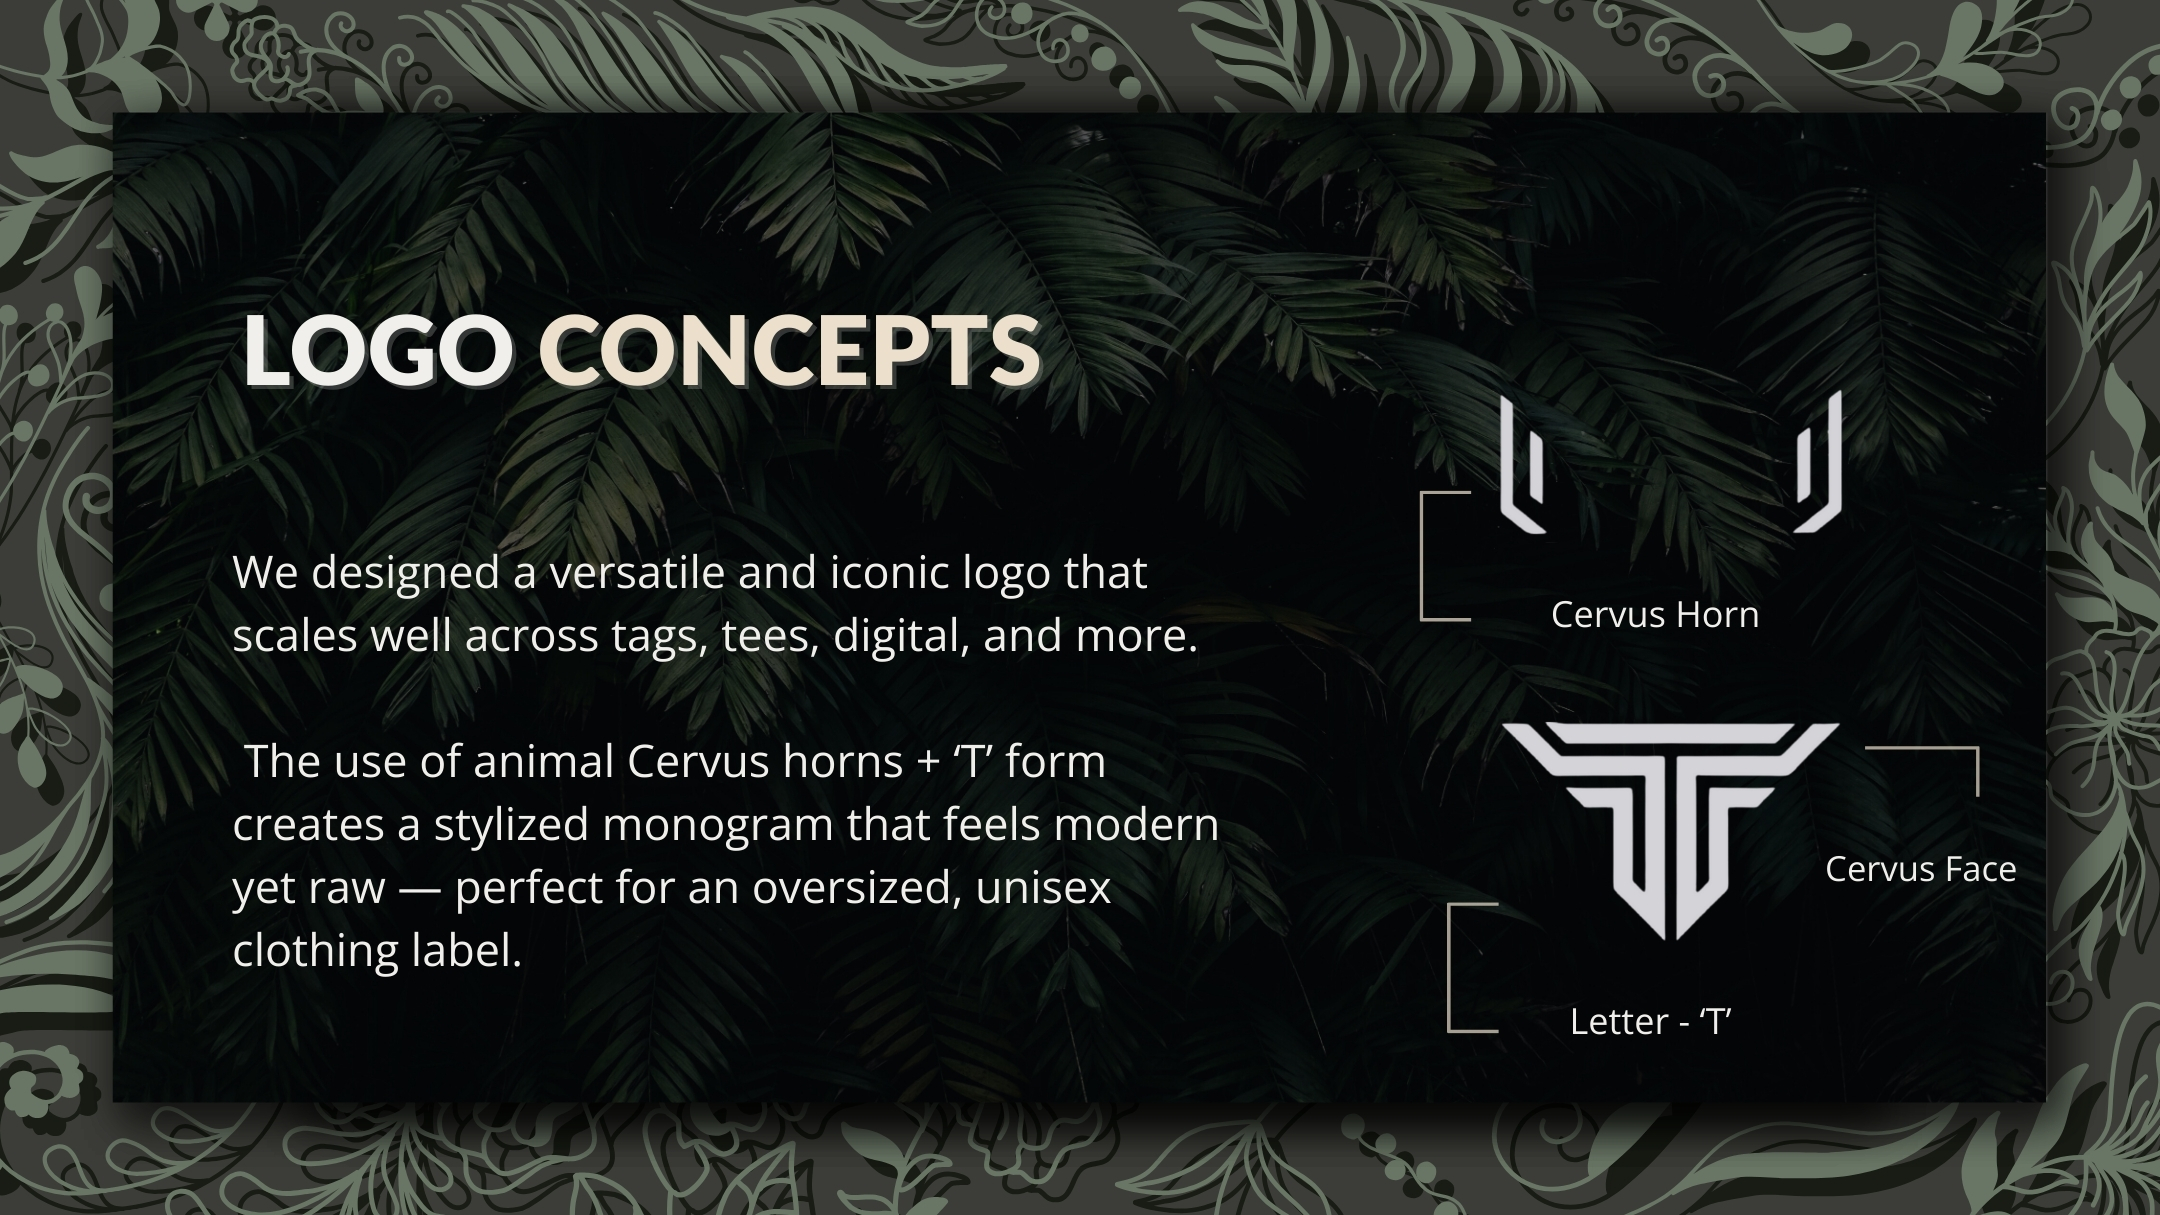 LOGO CONCEPTS
We designed a versatile and iconic logo that
scales well across tags, tees, digital, and more.
The use of animal Cervus horns + ‘T’ form
creates a stylized monogram that feels modern
yet raw — perfect for an oversized, unisex
clothing label.
Cervus Horn
Cervus Face
Letter - ‘T’